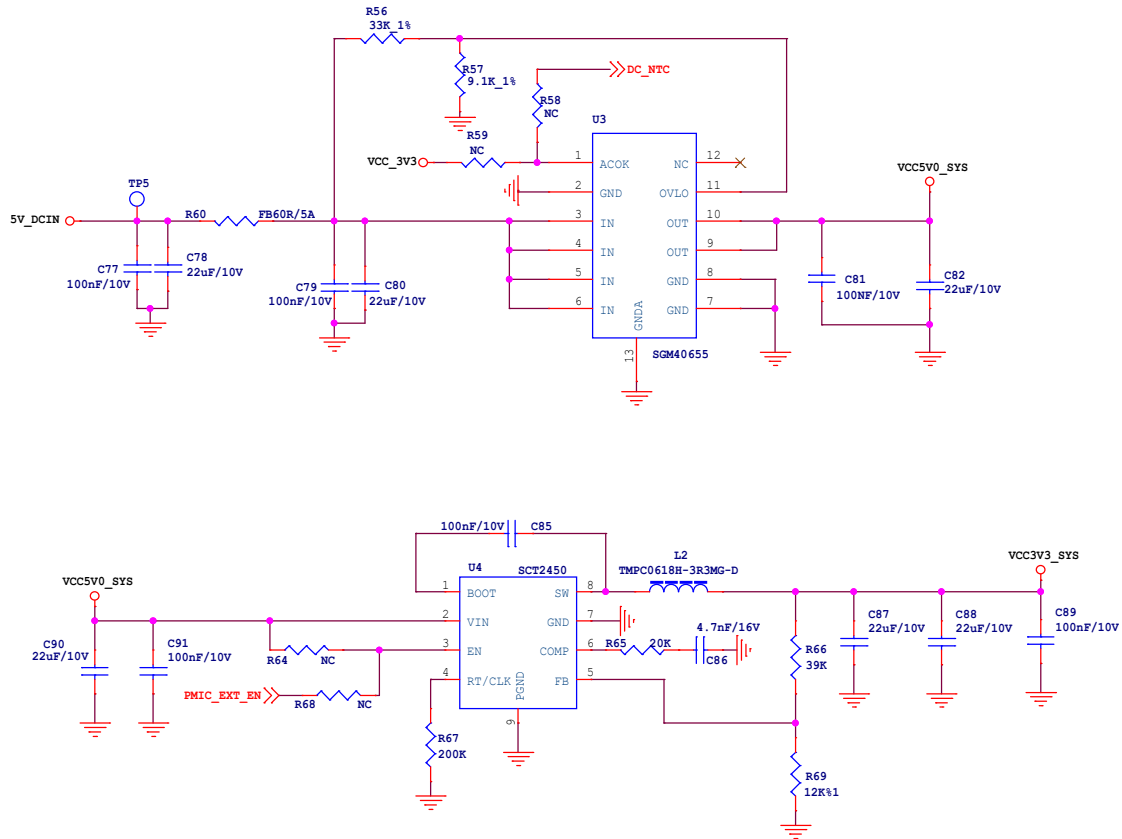 R56
33K_1%
R57
9.1K_1%
DC_NTC
R58
NC
U3
R59
NC
VCC_3V3
1
ACOK
NC
12
2
GND
OVLO
11
3
IN
OUT
10
4
IN
OUT
9
5
IN
GND
8
6
IN
GND
7
GNDA
13
SGM40655
VCC5V0_SYS
TP5
5V_DCIN
R60
FB60R/5A
C77
100nF/10V
C78
22uF/10V
C79
100nF/10V
C80
22uF/10V
C81
100NF/10V
C82
22uF/10V
100nF/10V
C85
U4
SCT2450
L2
TMPC0618H-3R3MG-D
VCC3V3_SYS
VCC5V0_SYS
1
BOOT
SW
8
2
VIN
GND
7
3
EN
COMP
6
4
RT/CLK
FB
5
PGND
9
C90
22uF/10V
C91
100nF/10V
R64
NC
PMIC_EXT_EN
R68
NC
R67
200K
R65
20K
4.7nF/16V
C86
R66
39K
R69
12K%1
C87
22uF/10V
C88
22uF/10V
C89
100nF/10V